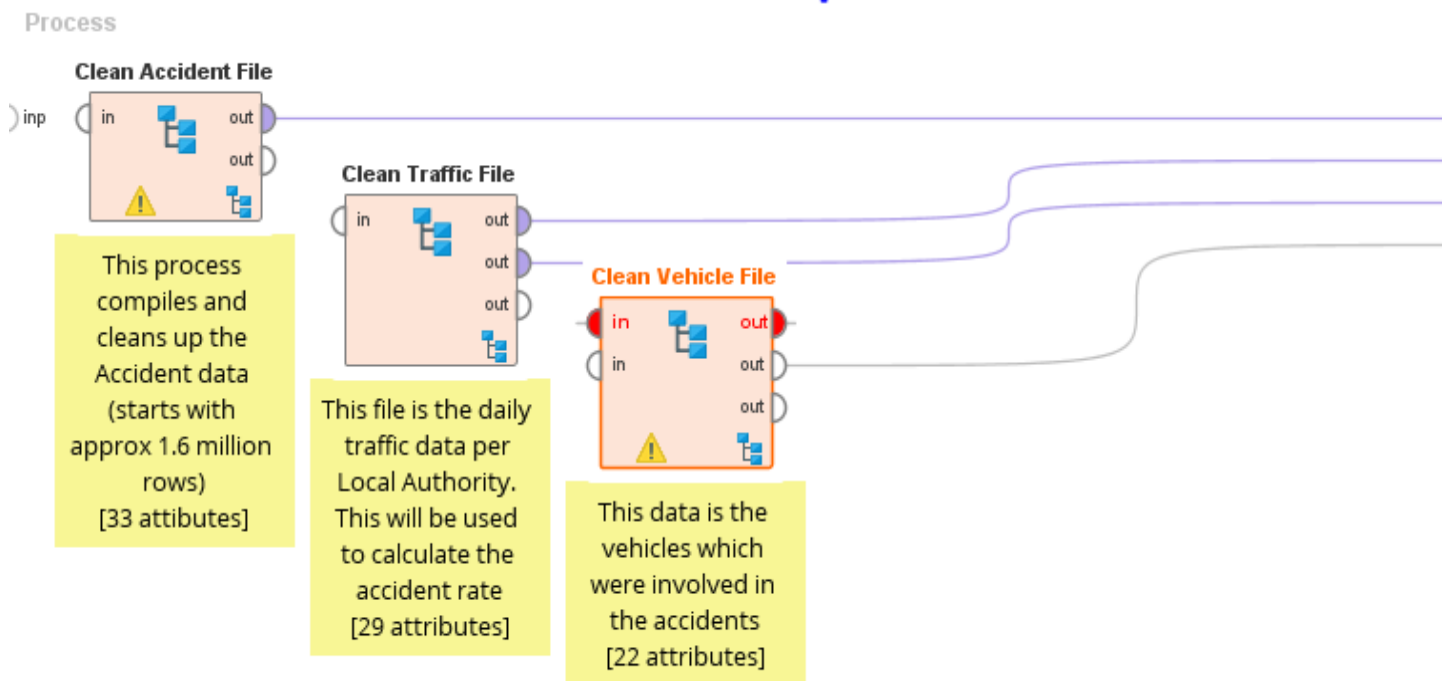 Process
Clean Accident File
inp
in
out
out
This process
compiles and
cleans up the
Accident data
(starts with
approx 1.6 million
rows)
[33 attibutes]
Clean Traffic File
in
out
out
out
This file is the daily
traffic data per
Local Authority.
This will be used
to calculate the
accident rate
[29 attributes]
Clean Vehicle File
in
out
in
out
out
This data is the
vehicles which
were involved in
the accidents
[22 attributes]